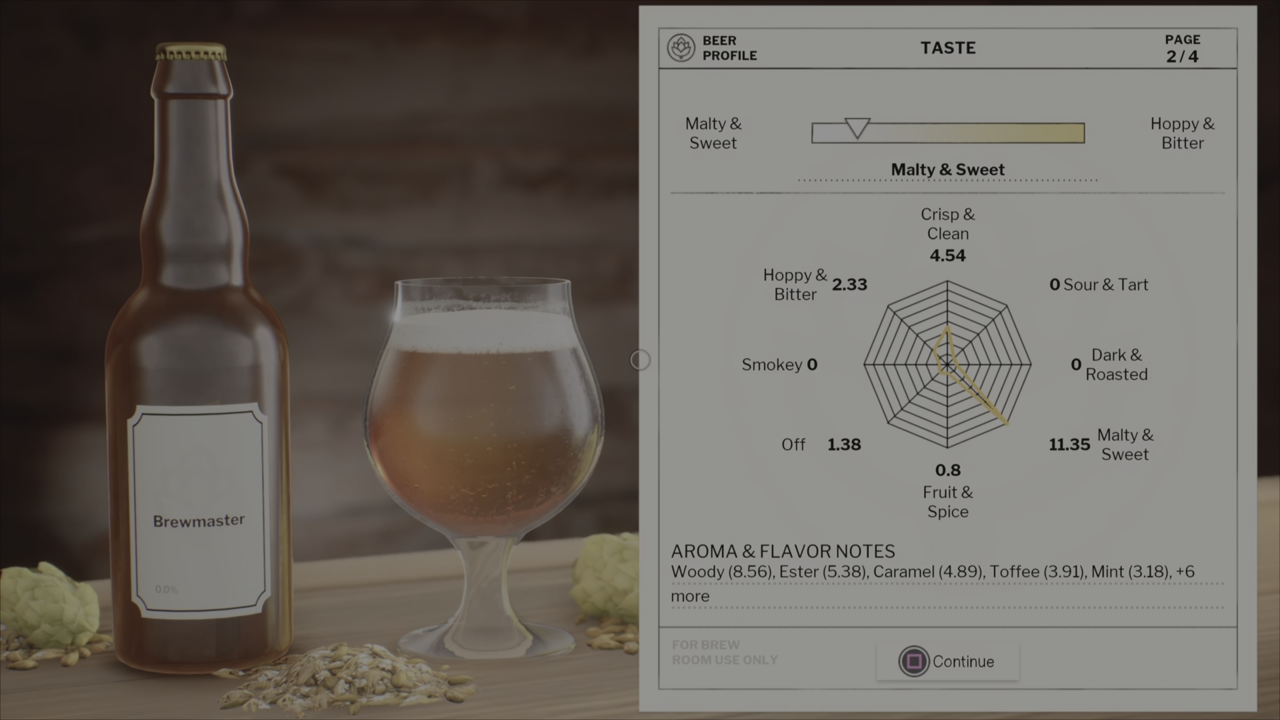 BEER
PROFILE
TASTE
PAGE
2 / 4
Malty &
Sweet
Hoppy &
Bitter
Malty & Sweet
Crisp &
Clean
4.54
Hoppy &
Bitter 2.33
0 Sour & Tart
Smokey 0
0 Dark &
Roasted
Off 1.38
11.35 Malty &
Sweet
0.8
Fruit &
Spice
AROMA & FLAVOR NOTES
Woody (8.56), Ester (5.38), Caramel (4.89), Toffee (3.91), Mint (3.18), +6
more
FOR BREW
ROOM USE ONLY
Continue
Brewmaster
0.0%